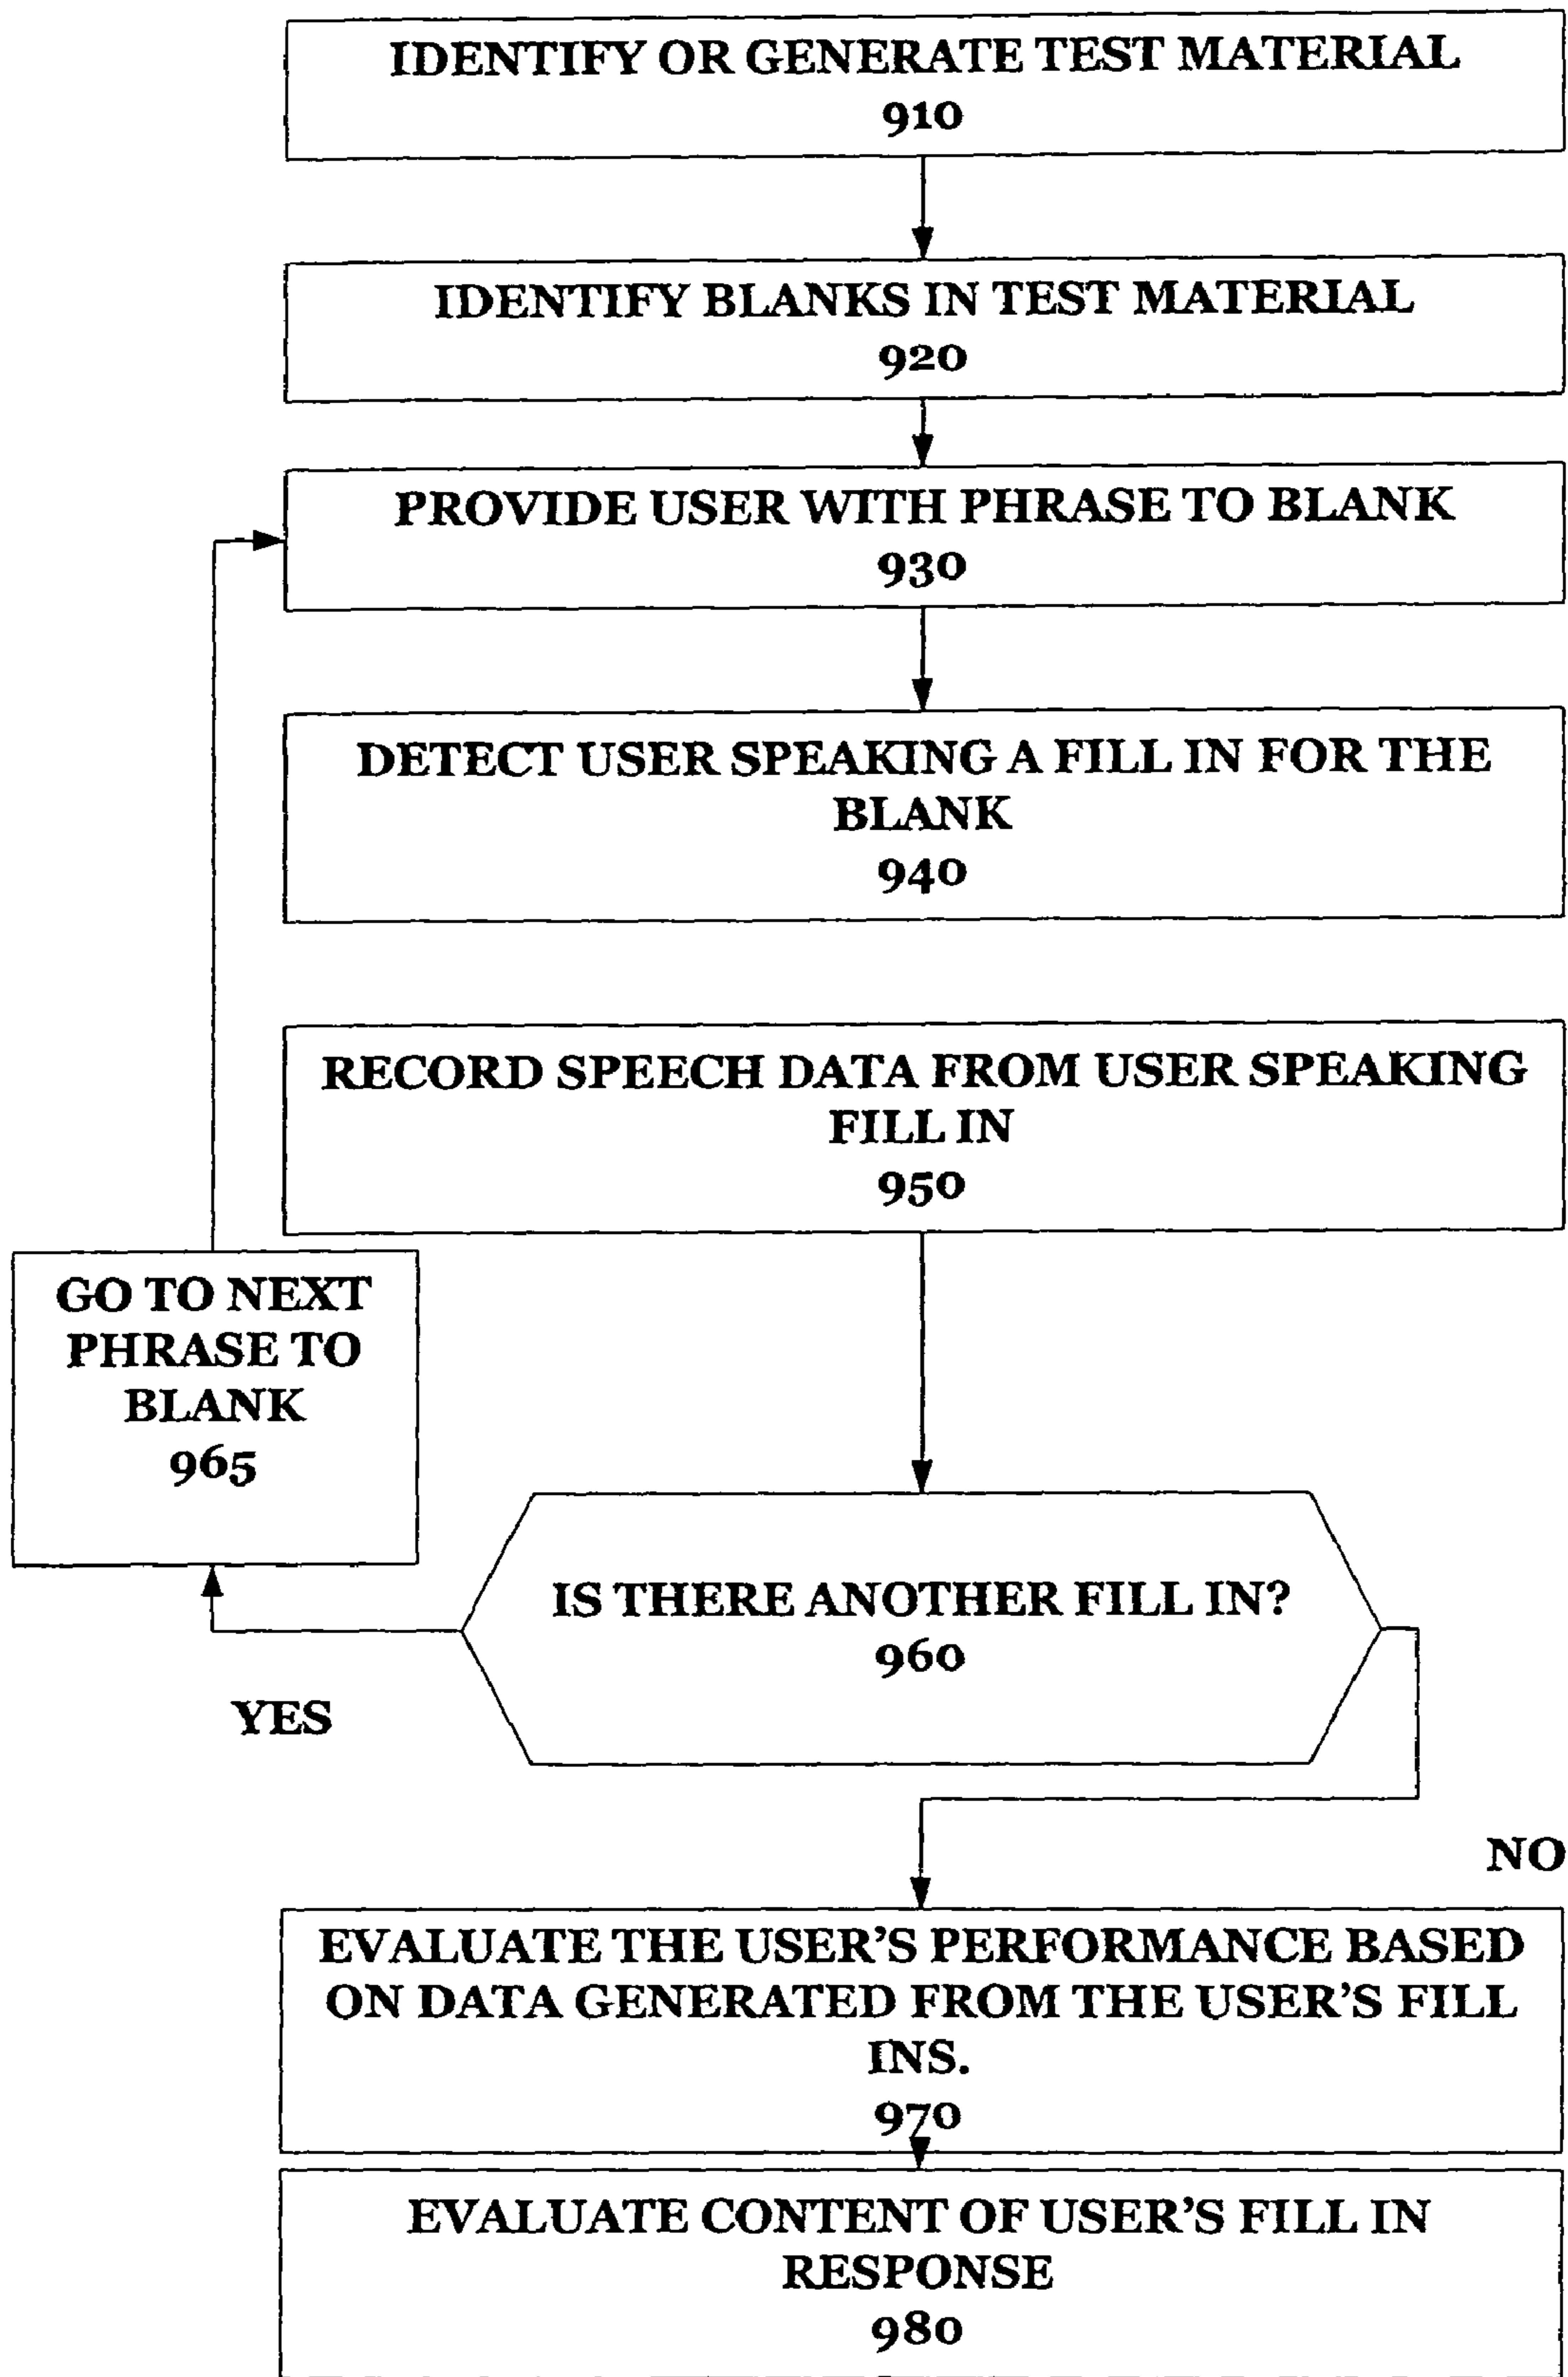 IDENTIFY OR GENERATE TEST MATERIAL
910
IDENTIFY BLANKS IN TEST MATERIAL
920
PROVIDE USER WITH PHRASE TO BLANK
930
DETECT USER SPEAKING A FILL IN FOR THE
BLANK
940
RECORD SPEECH DATA FROM USER SPEAKING
FILL IN
950
GO TO NEXT
PHRASE TO
BLANK
965
IS THERE ANOTHER FILL IN?
960
YES
NO
EVALUATE THE USER'S PERFORMANCE BASED
ON DATA GENERATED FROM THE USER'S FILL
INS.
970
EVALUATE CONTENT OF USER'S FILL IN
RESPONSE
980